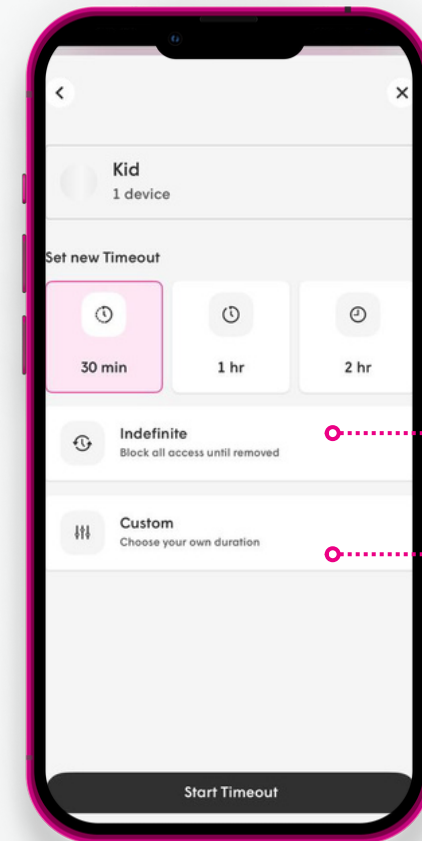 Kid
1 device
Set new Timeout
30 min
1 hr
2 hr
Indefinite
Block all access until removed
Custom
Choose your own duration
Start Timeout